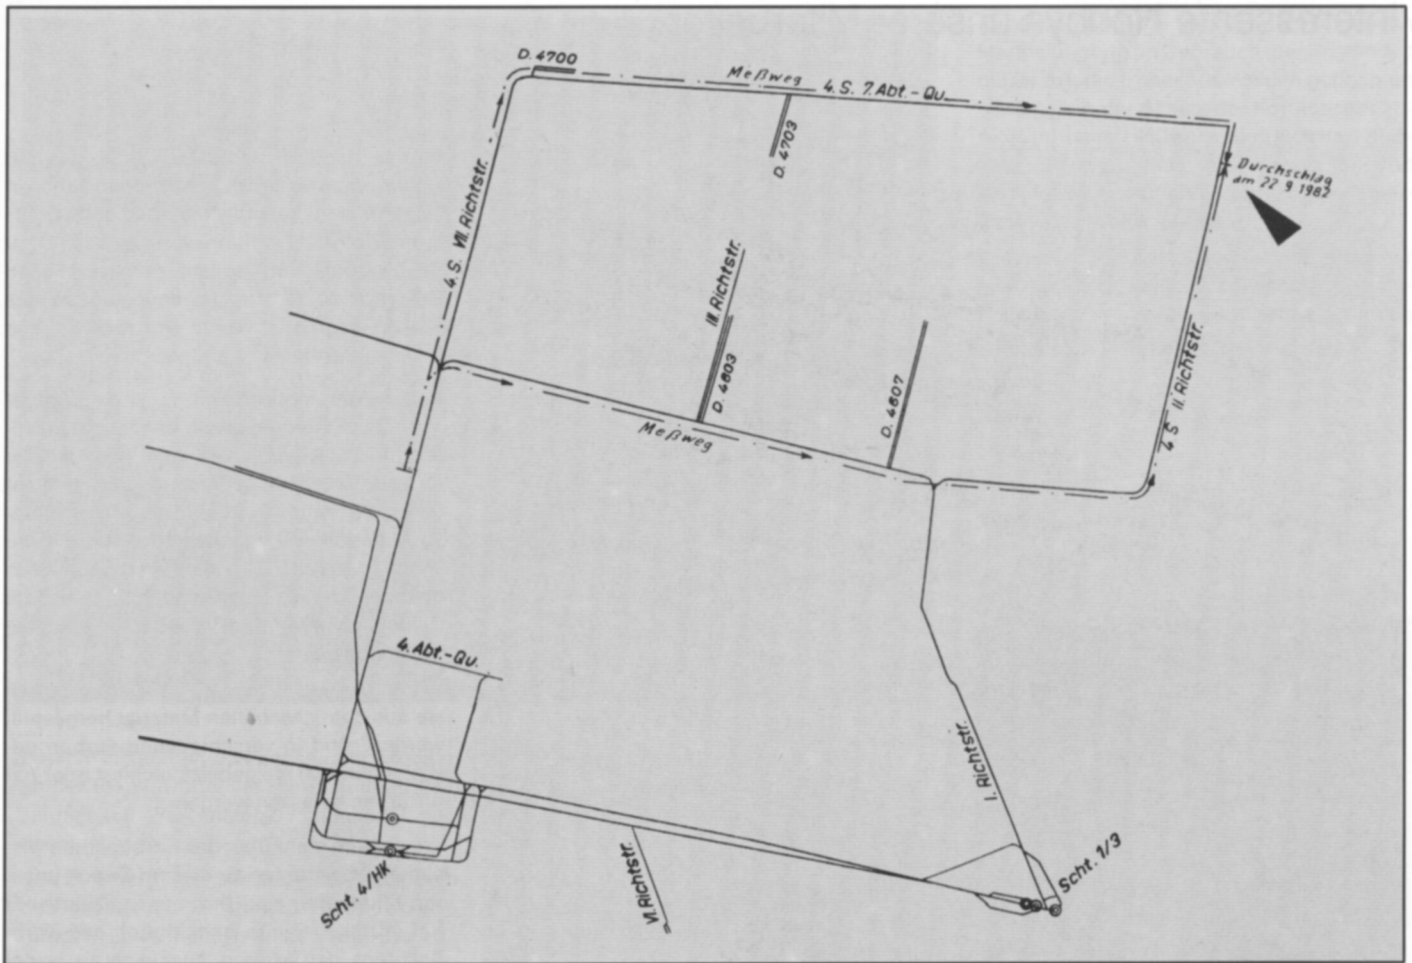 D. 4700
Meßweg
4. S. 7. Abt.-Qu.
D. 4703
Durchschlag
am 22 9 1982
4. S. VII. Richtstr.
III. Richtstr.
D. 4803
D. 4807
4 S II. Richtstr.
Meßweg
4. Abt.-Qu.
I. Richtstr.
Scht. 4/HK
VI. Richtstr.
Scht. 1/3